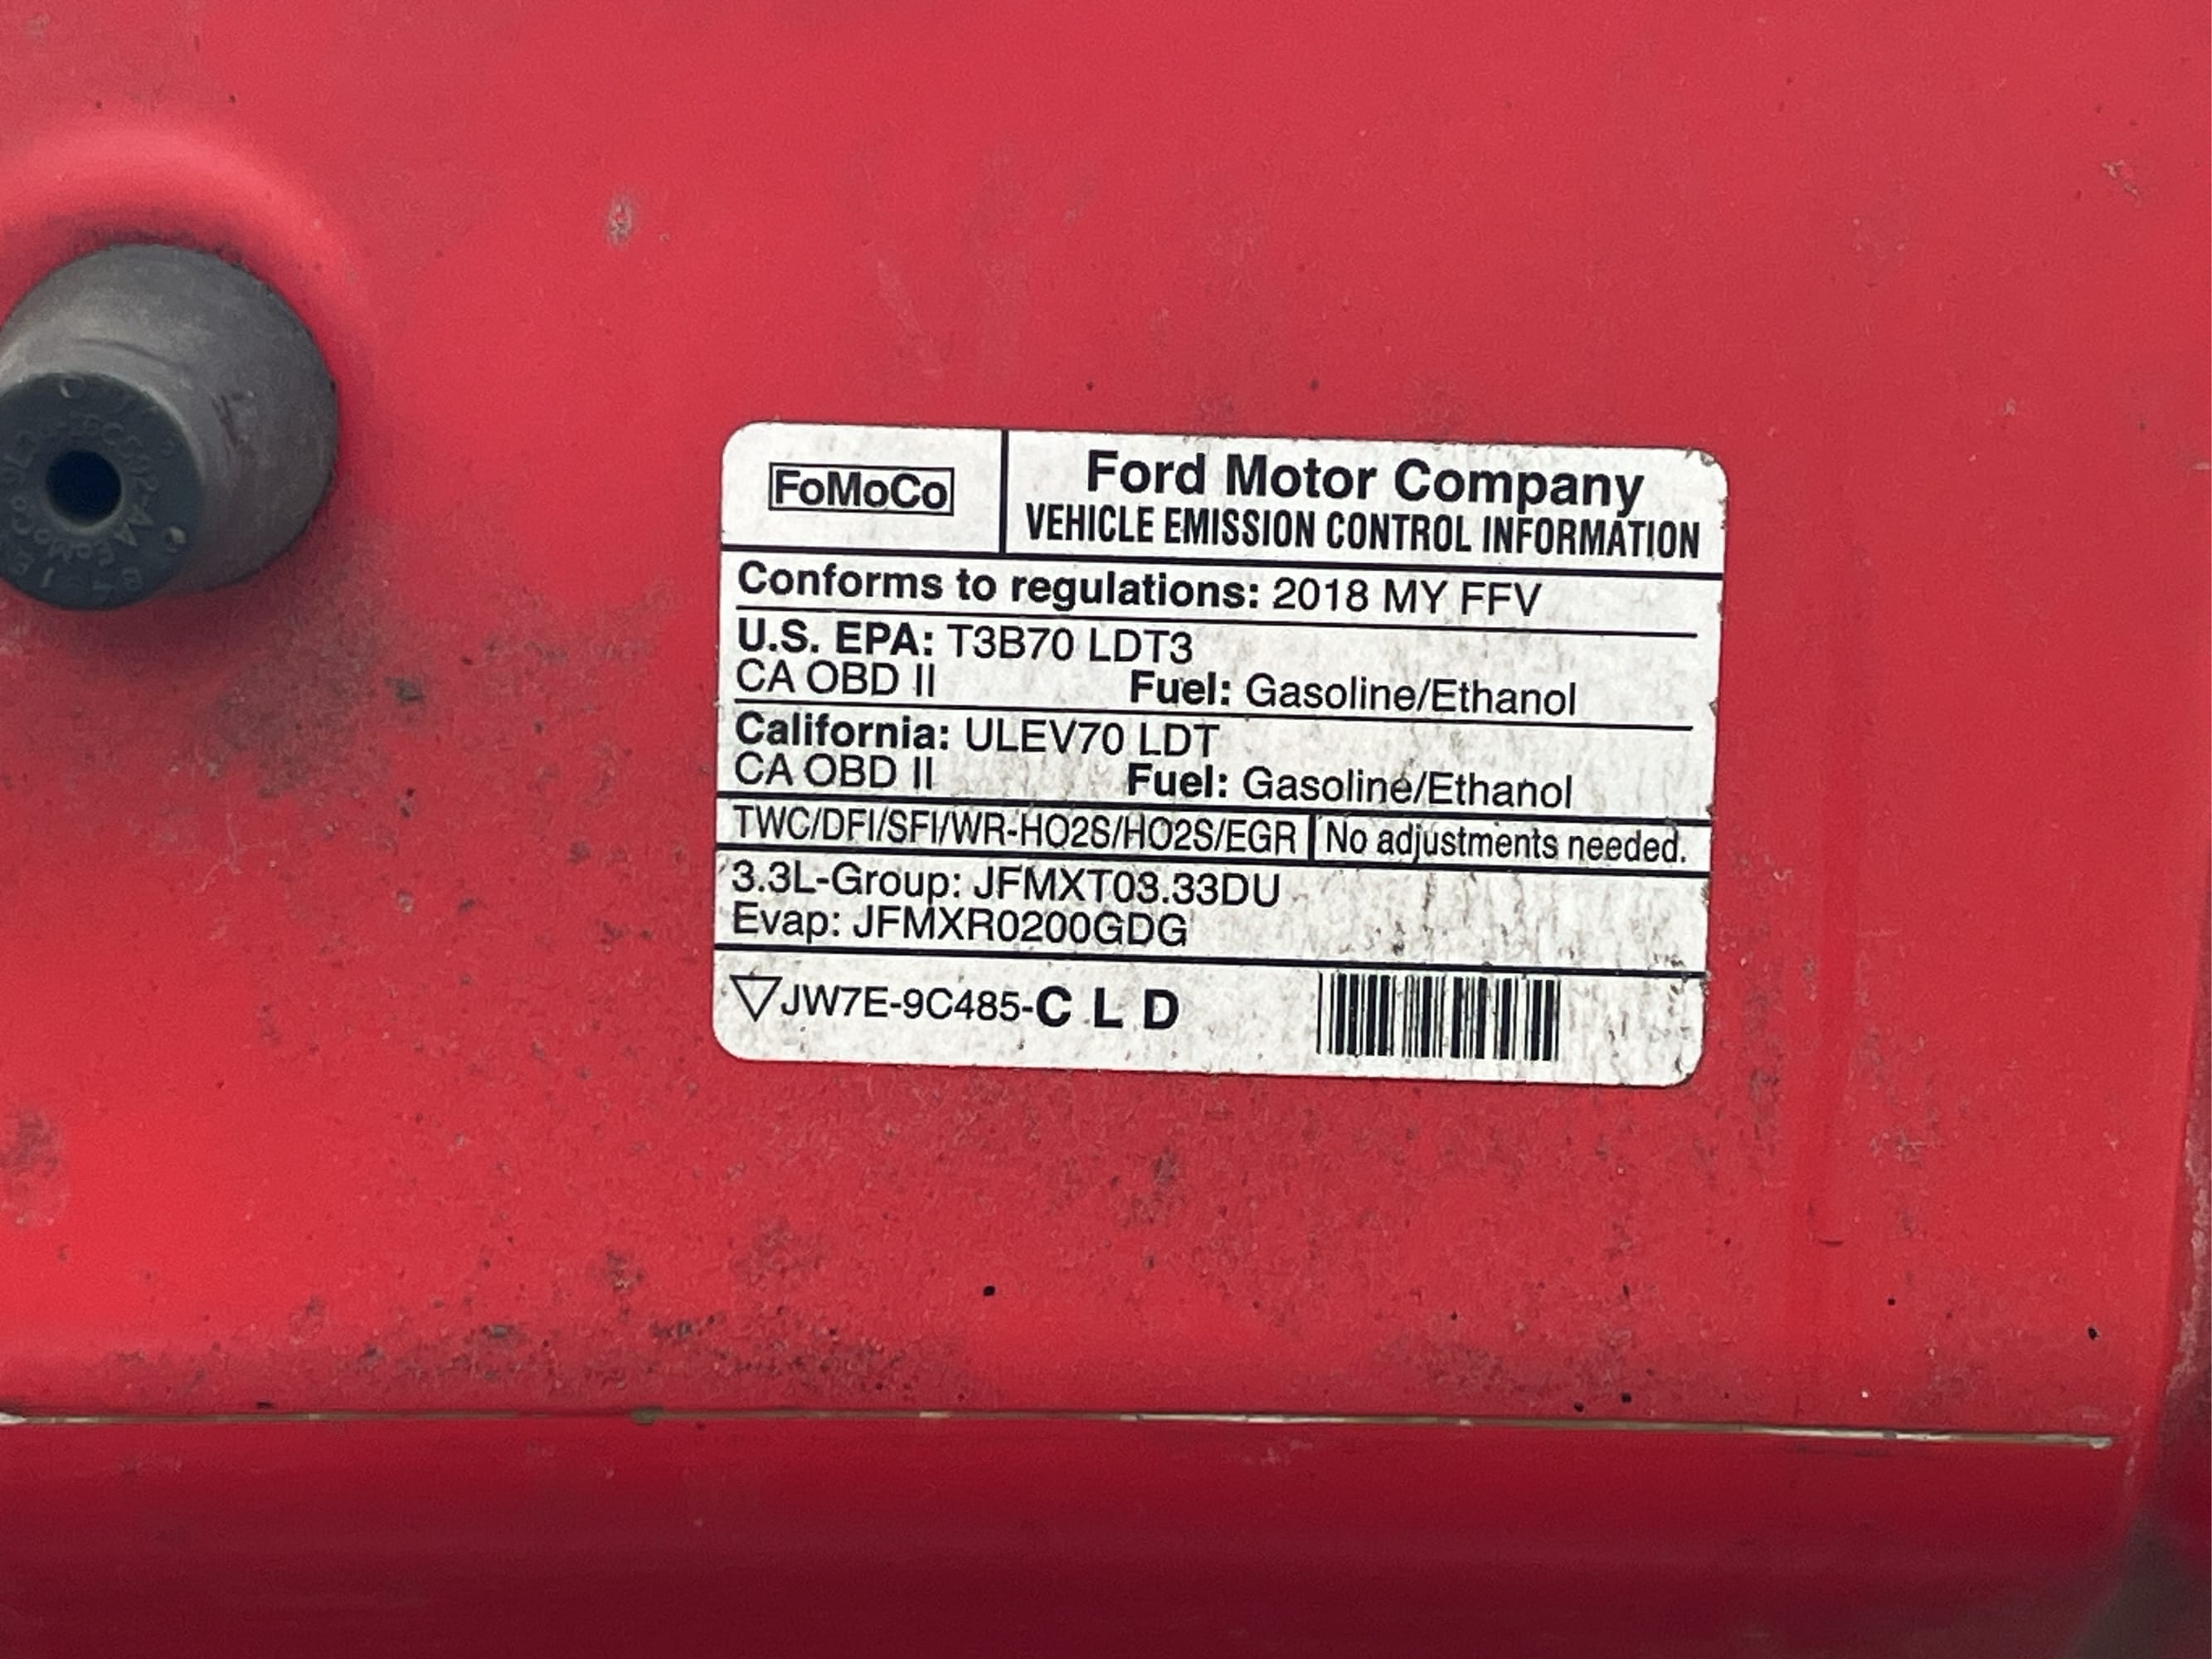 FoMoCo
Ford Motor Company
VEHICLE EMISSION CONTROL INFORMATION
Conforms to regulations: 2018 MY FFV
U.S. EPA: T3B70 LDT3
CA OBD II Fuel: Gasoline/Ethanol
California: ULEV70 LDT
CA OBD II Fuel: Gasoline/Ethanol
TWC/DFI/SFI/WR-HO2S/HO2S/EGR No adjustments needed.
3.3L-Group: JFMXT03.33DU
Evap: JFMXR0200GDG
JW7E-9C485-C L D